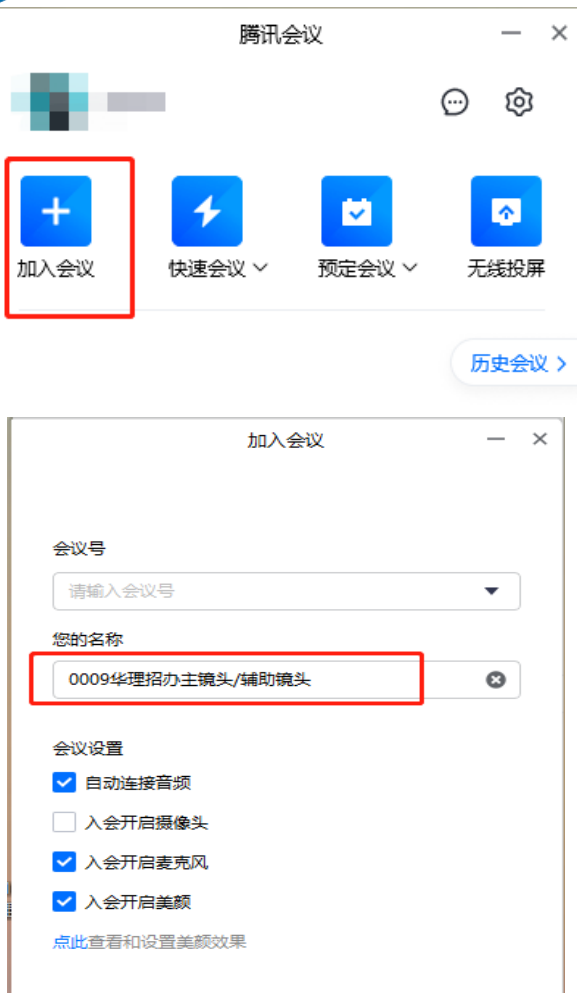 腾讯会议
加入会议
快速会议
预定会议
无线投屏
历史会议
加入会议
会议号
请输入会议号
您的名称
0009华理招办主镜头/辅助镜头
会议设置
自动连接音频
入会开启摄像头
入会开启麦克风
入会开启美颜
点此查看和设置美颜效果